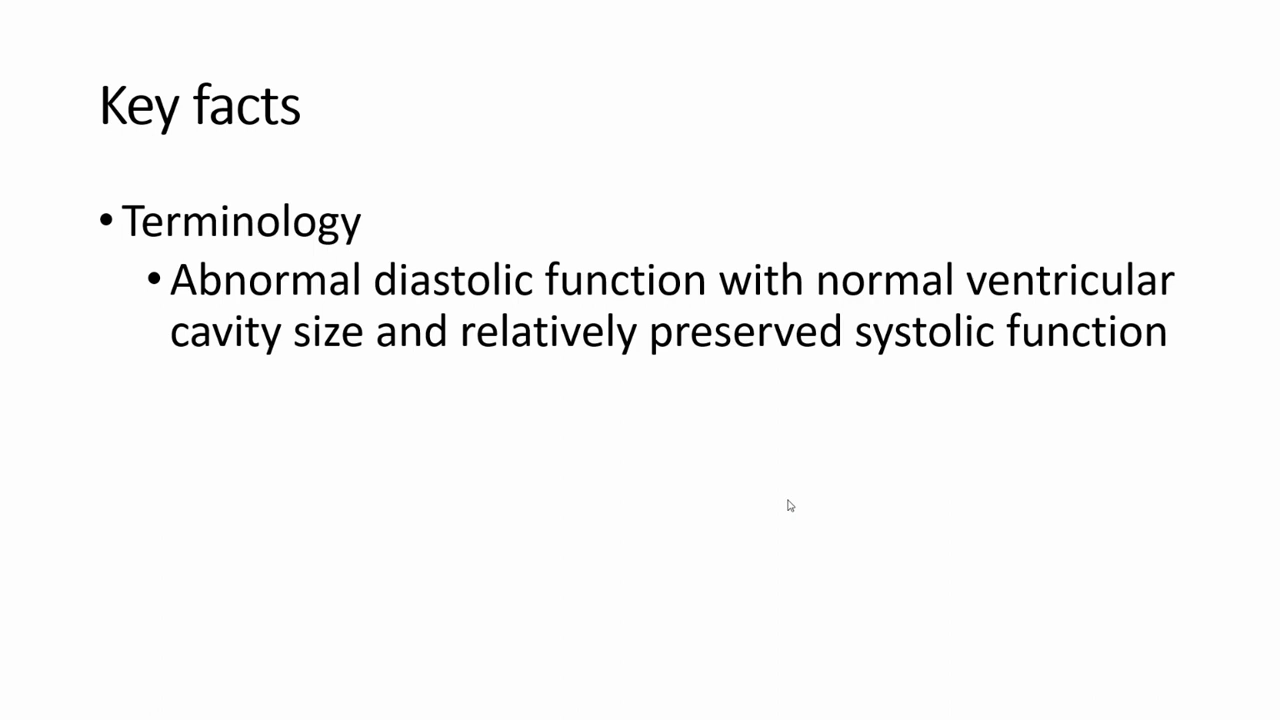 Key facts
• Terminology
• Abnormal diastolic function with normal ventricular
cavity size and relatively preserved systolic function